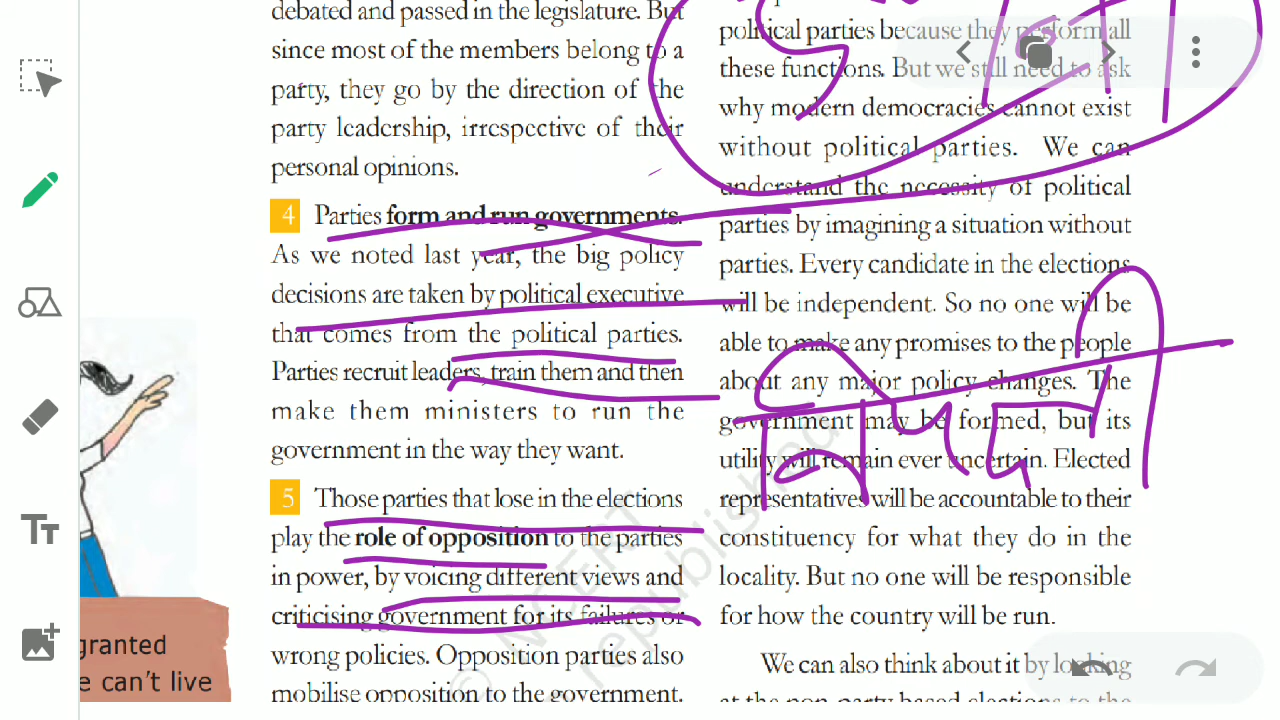 debated and passed in the legislature. But
since most of the members belong to a
party, they go by the direction of the
party leadership, irrespective of their
personal opinions.
4 Parties form and run governments.
As we noted last year, the big policy
decisions are taken by political executive
that comes from the political parties.
Parties recruit leaders, train them and then
make them ministers to run the
government in the way they want.
5 Those parties that lose in the elections
play the role of opposition to the parties
in power, by voicing different views and
criticising government for its failures or
wrong policies. Opposition parties also
mobilise opposition to the government.
political parties because they perform all
these functions. But we still need to ask
why modern democracies cannot exist
without political parties. We can
understand the necessity of political
parties by imagining a situation without
parties. Every candidate in the elections
will be independent. So no one will be
able to make any promises to the people
about any major policy changes. The
government may be formed, but its
utility will remain ever uncertain. Elected
representatives will be accountable to their
constituency for what they do in the
locality. But no one will be responsible
for how the country will be run.
We can also think about it by looking
at the non-party based elections to the
granted
e can't live
© NCERT
republished
Tt